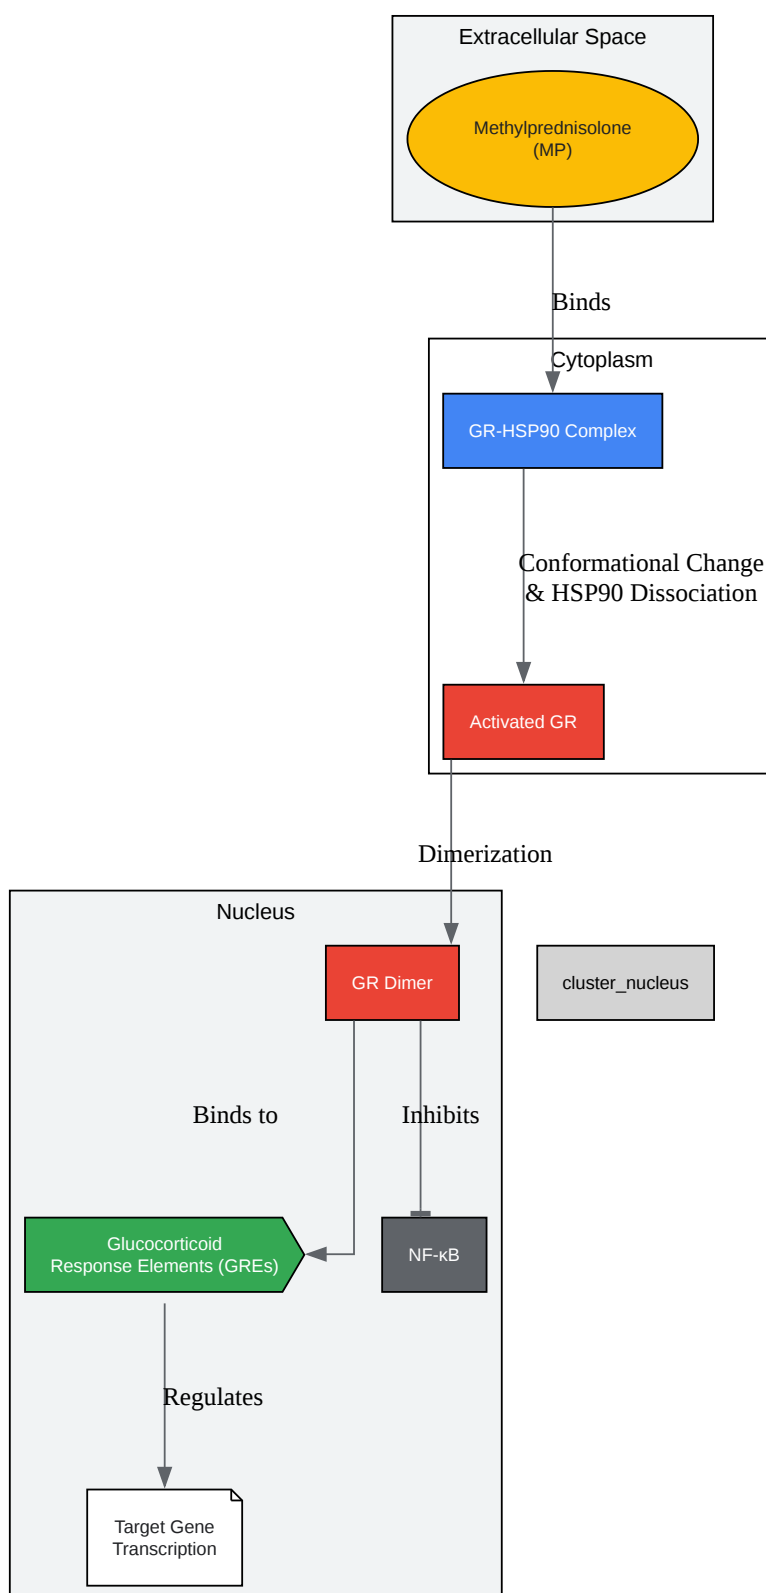 Extracellular Space
Methylprednisolone
(MP)
Binds
Cytoplasm
GR-HSP90 Complex
Conformational Change
& HSP90 Dissociation
Activated GR
Dimerization
Nucleus
GR Dimer
cluster_nucleus
Binds to
Inhibits
Glucocorticoid
Response Elements (GREs)
NF-κB
Regulates
Target Gene
Transcription